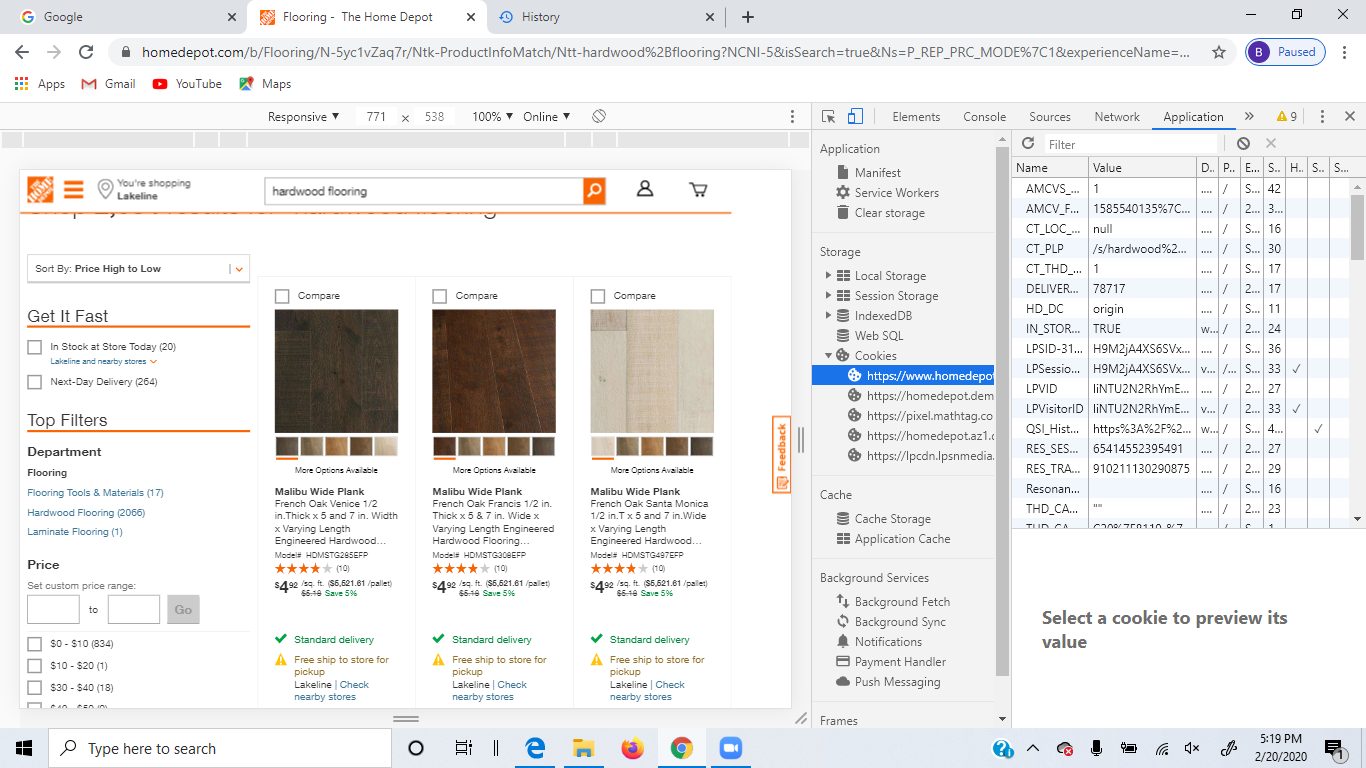 Google
Flooring - The Home Depot
History
homedepot.com/b/Flooring/N-5yc1vZaq7r/Ntk-ProductInfoMatch/Ntt-hardwood%2Bflooring?NCNI-5&isSearch=true&Ns=P_REP_PRC_MODE%7C1&experienceName=...
B Paused
Apps Gmail YouTube Maps
Responsive ▼ 771 x 538 100% ▼ Online ▼
Elements Console Sources Network Application » 9
You're shopping
Lakeline
hardwood flooring
Sort By: Price High to Low
Get It Fast
In Stock at Store Today (20)
Lakeline and nearby stores
Next-Day Delivery (264)
Top Filters
Department
Flooring
Flooring Tools & Materials (17)
Hardwood Flooring (2066)
Laminate Flooring (1)
Price
Set custom price range:
to Go
$0 - $10 (834)
$10 - $20 (1)
$30 - $40 (18)
Compare
More Options Available
Malibu Wide Plank
French Oak Venice 1/2
in.Thick x 5 and 7 in. Width
x Varying Length
Engineered Hardwood...
Model# HDMSTG285EFP
(10)
$4.92 /sq. ft. ($5,521.61 /pallet)
$5.18 Save 5%
Standard delivery
Free ship to store for
pickup
Lakeline | Check
nearby stores
Compare
More Options Available
Malibu Wide Plank
French Oak Francis 1/2 in.
T x 5 & 7 in. Wide x
Varying Length Engineered
Hardwood Flooring...
Model# HDMSTG308EFP
(10)
$4.92 /sq. ft. ($5,521.61 /pallet)
$5.18 Save 5%
Standard delivery
Free ship to store for
pickup
Lakeline | Check
nearby stores
Compare
More Options Available
Malibu Wide Plank
French Oak Santa Monica
1/2 in.T x 5 and 7 in.Wide
x Varying Length
Engineered Hardwood...
Model# HDMSTG497EFP
(10)
$4.92 /sq. ft. ($5,521.61 /pallet)
$5.18 Save 5%
Standard delivery
Free ship to store for
pickup
Lakeline | Check
nearby stores
Feedback
Application
Manifest
Service Workers
Clear storage
Storage
Local Storage
Session Storage
IndexedDB
Web SQL
Cookies
https://www.homedepot
https://homedepot.dem
https://pixel.mathtag.co
https://homedepot.az1.
https://lpcdn.lpsnmedia.
Cache
Cache Storage
Application Cache
Background Services
Background Fetch
Background Sync
Notifications
Payment Handler
Push Messaging
Frames
Filter
Name Value D.. P.. E... S.. H.. S.. S...
AMCVS_... 1 .... / S... 42
AMCV_F... 1585540135%7C... .... / 2... 3...
CT_LOC_... null .... / S... 16
CT_PLP /s/hardwood%2... .... / S... 30
CT_THD_... 1 .... / S... 17
DELIVER... 78717 .... / 2... 17
HD_DC origin .... / S... 11
IN_STOR... TRUE w... / 2... 24
LPSID-31... H9M2jA4XS6SVx... .... / S... 36
LPSessio... H9M2jA4XS6SVx... v... /... S... 33 ✓
LPVID IiNTU2N2RhYmE... .... / 2... 27
LPVisitorID IiNTU2N2RhYmE... v... / 2... 33 ✓
QSI_Hist... https%3A%2F%2... w... / S... 4... ✓
RES_SES... 65414552395491 .... / 2... 27
RES_TRA... 910211130290875 .... / 2... 29
Resonan... .... / S... 16
THD_CA... "" .... / 2... 23
Select a cookie to preview its
value
Type here to search
5:19 PM
2/20/2020
1